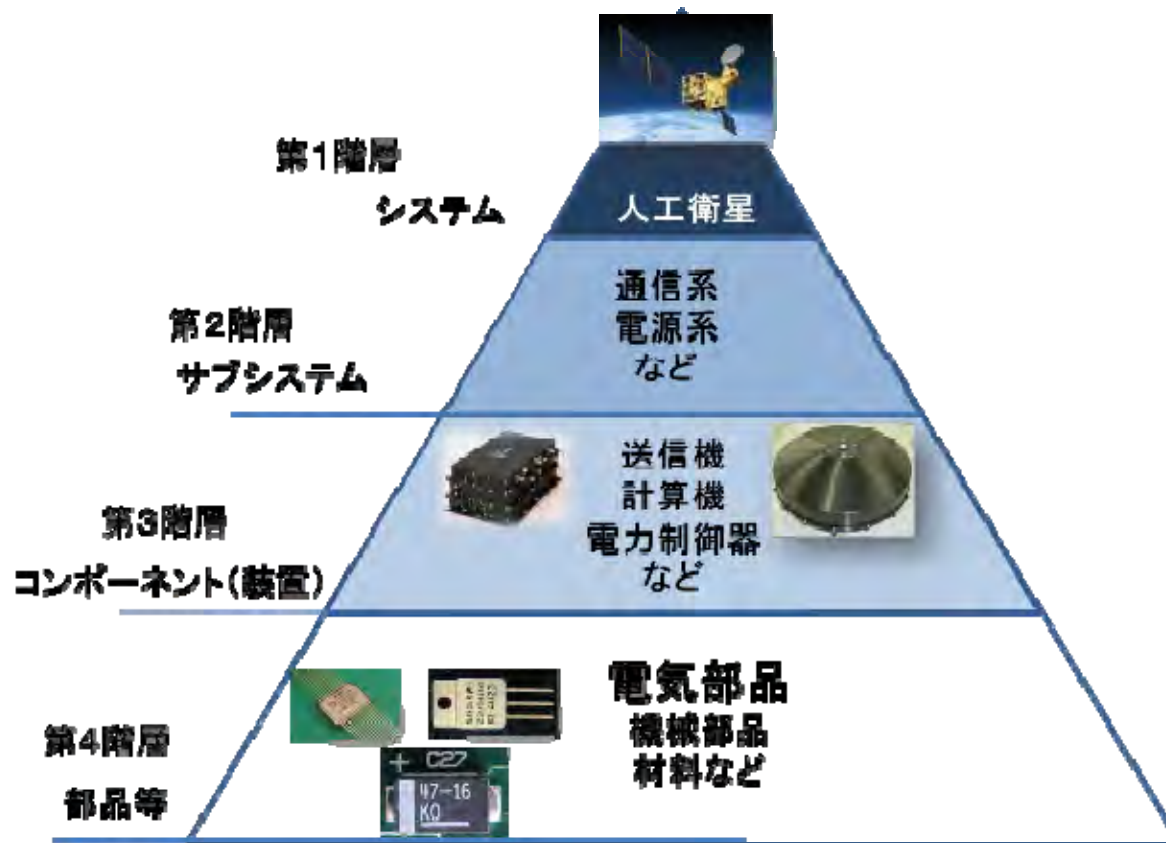 第1階層
システム
人工衛星
第2階層
サブシステム
通信系
電源系
など
第3階層
コンポーネント(装置)
送信機
計算機
電力制御器
など
第4階層
部品等
電気部品
機械部品
材料など
C27
47-16
KQ